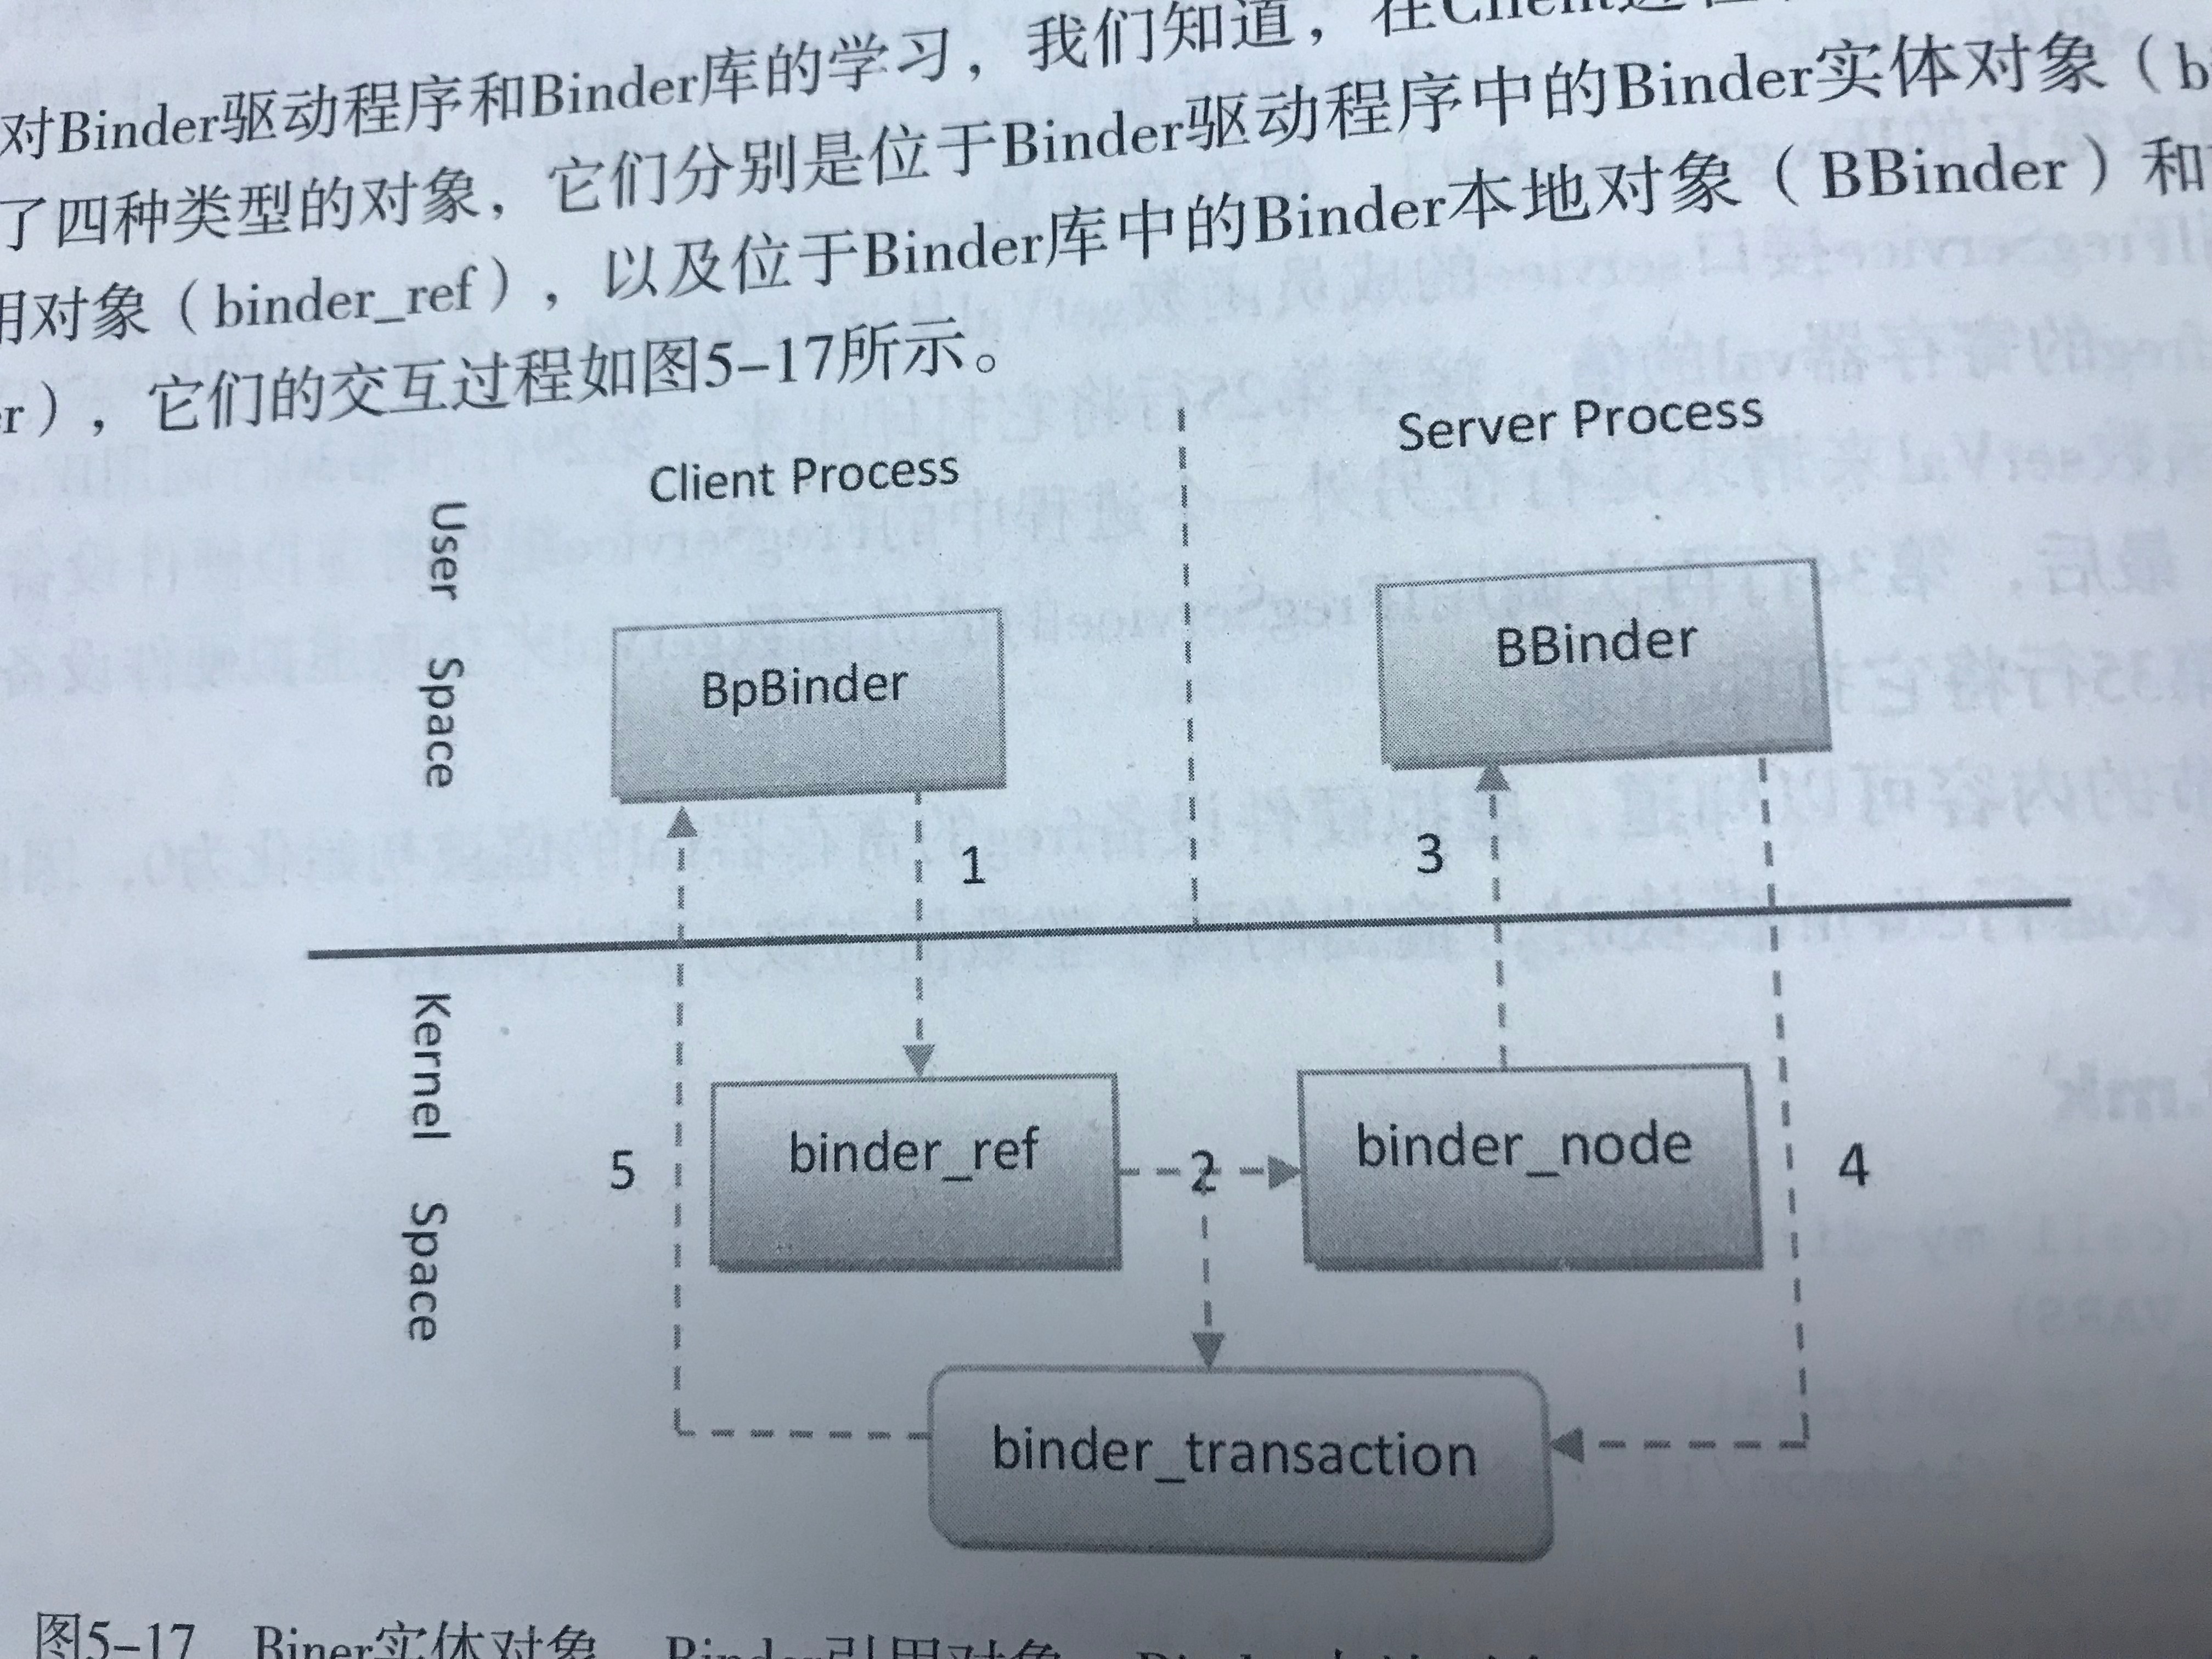 对Binder驱动程序和Binder库的学习，我们知道，在Client
了四种类型的对象，它们分别是位于Binder驱动程序中的Binder实体对象（b
用对象（binder_ref），以及位于Binder库中的Binder本地对象（BBinder）和
er），它们的交互过程如图5-17所示。
Client Process
Server Process
User Space
BpBinder
BBinder
1
3
Kernel Space
binder_ref
2
binder_node
5
4
binder_transaction
图5-17 Biner实体对象、Binder引用对象、